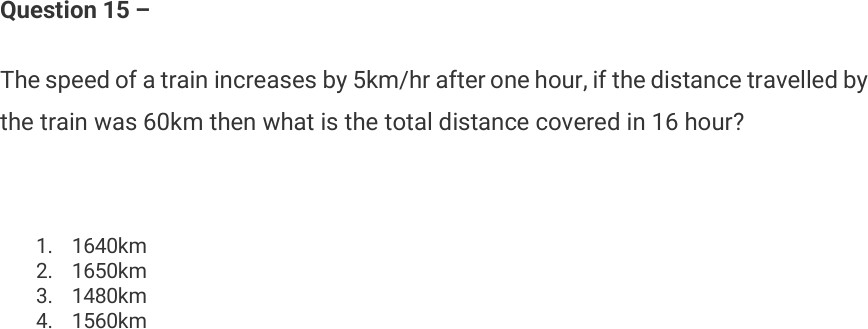 Question 15 –
The speed of a train increases by 5km/hr after one hour, if the distance travelled by
the train was 60km then what is the total distance covered in 16 hour?
1. 1640km
2. 1650km
3. 1480km
4. 1560km